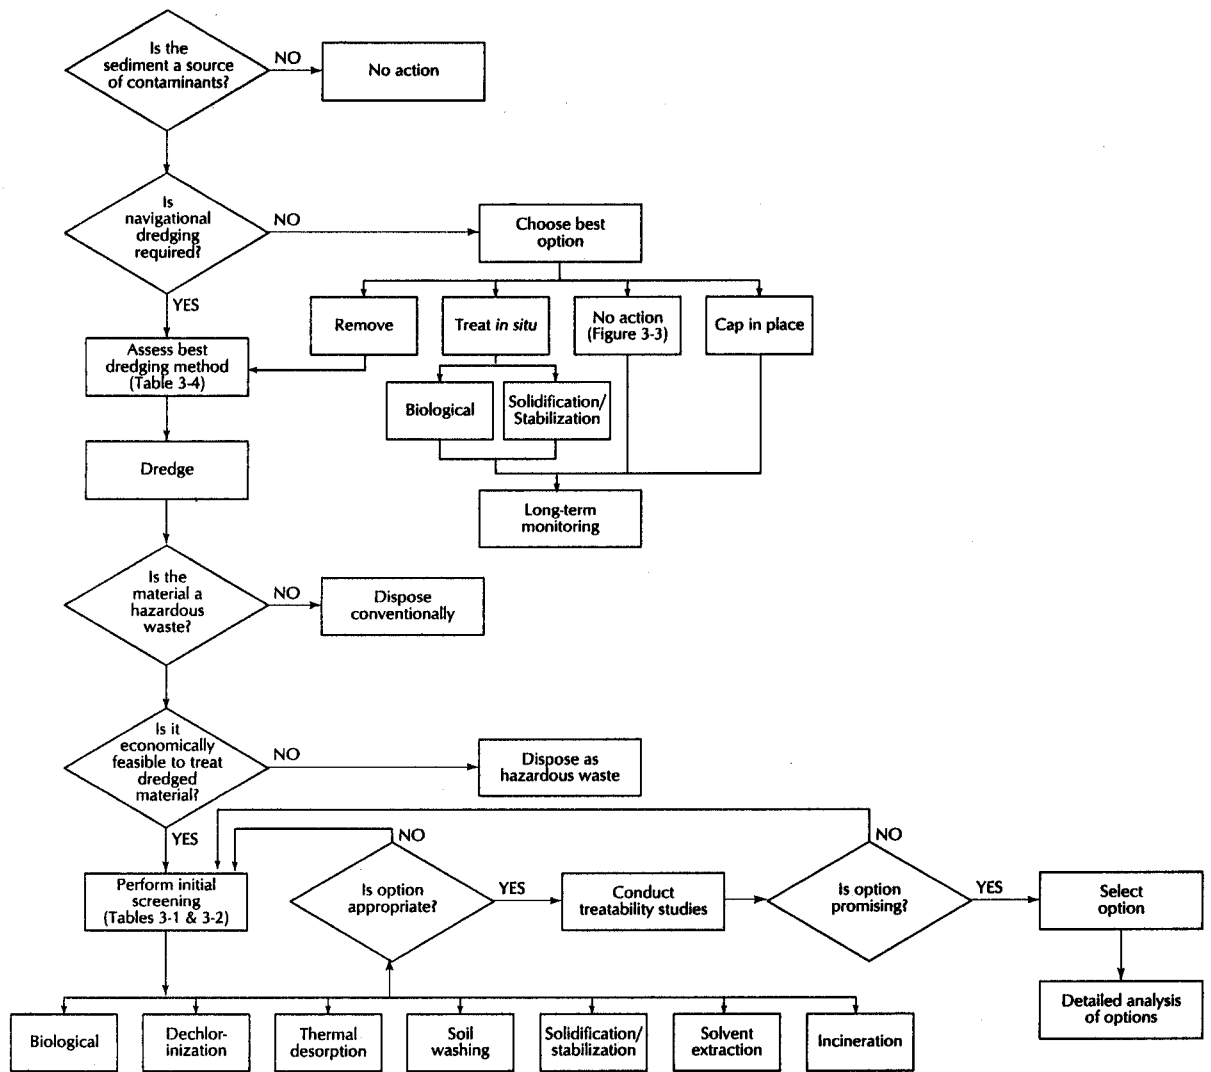 Is the
sediment a source
of contaminants?
NO
No action
Is
navigational
dredging
required?
NO
Choose best
option
YES
Remove
Treat in situ
No action
(Figure 3-3)
Cap in place
Assess best
dredging method
(Table 3-4)
Biological
Solidification/
Stabilization
Dredge
Long-term
monitoring
Is the
material a
hazardous
waste?
NO
Dispose
conventionally
Is it
economically
feasible to treat
dredged
material?
NO
Dispose as
hazardous waste
YES
NO
NO
Perform initial
screening
(Tables 3-1 & 3-2)
Is option
appropriate?
YES
Conduct
treatability studies
Is option
promising?
YES
Select
option
Detailed analysis
of options
Biological
Dechlor-
inization
Thermal
desorption
Soil
washing
Solidification/
stabilization
Solvent
extraction
Incineration